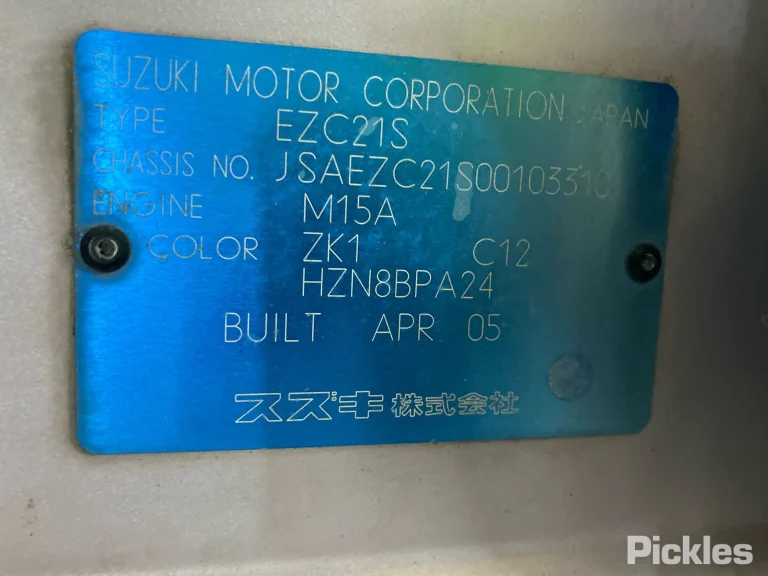 SUZUKI MOTOR CORPORATION JAPAN
TYPE EZC21S
CHASSIS NO. JSAEZC21S00103310
ENGINE M15A
COLOR ZK1 C12
HZN8BPA24
BUILT APR 05
スズキ株式会社
Pickles